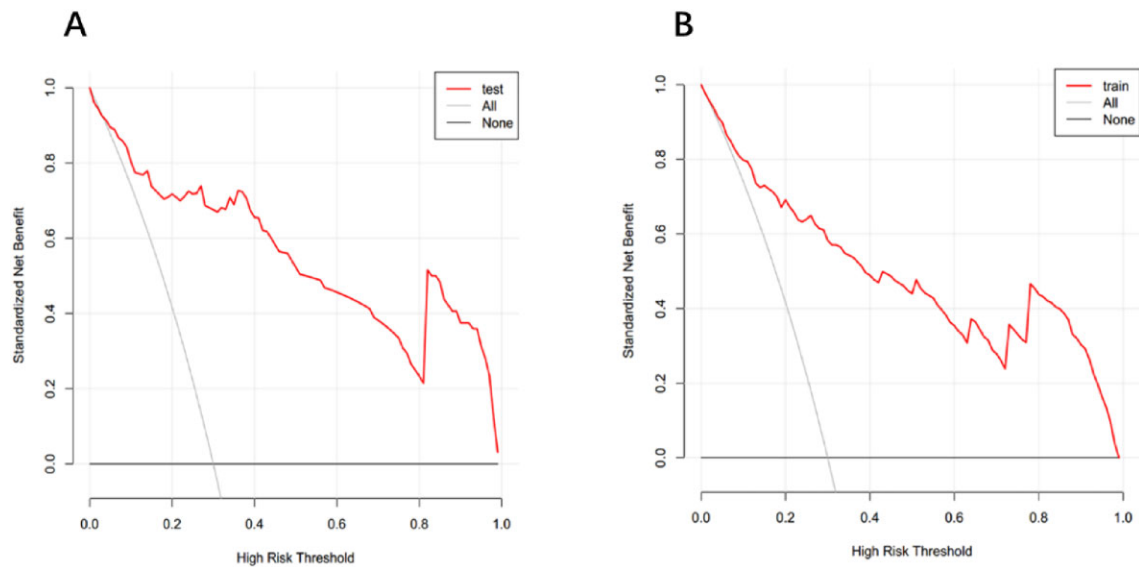 A
test
All
None
Standardized Net Benefit
1.0
0.8
0.6
0.4
0.2
0.0
0.0 0.2 0.4 0.6 0.8 1.0
High Risk Threshold
B
train
All
None
Standardized Net Benefit
1.0
0.8
0.6
0.4
0.2
0.0
0.0 0.2 0.4 0.6 0.8 1.0
High Risk Threshold